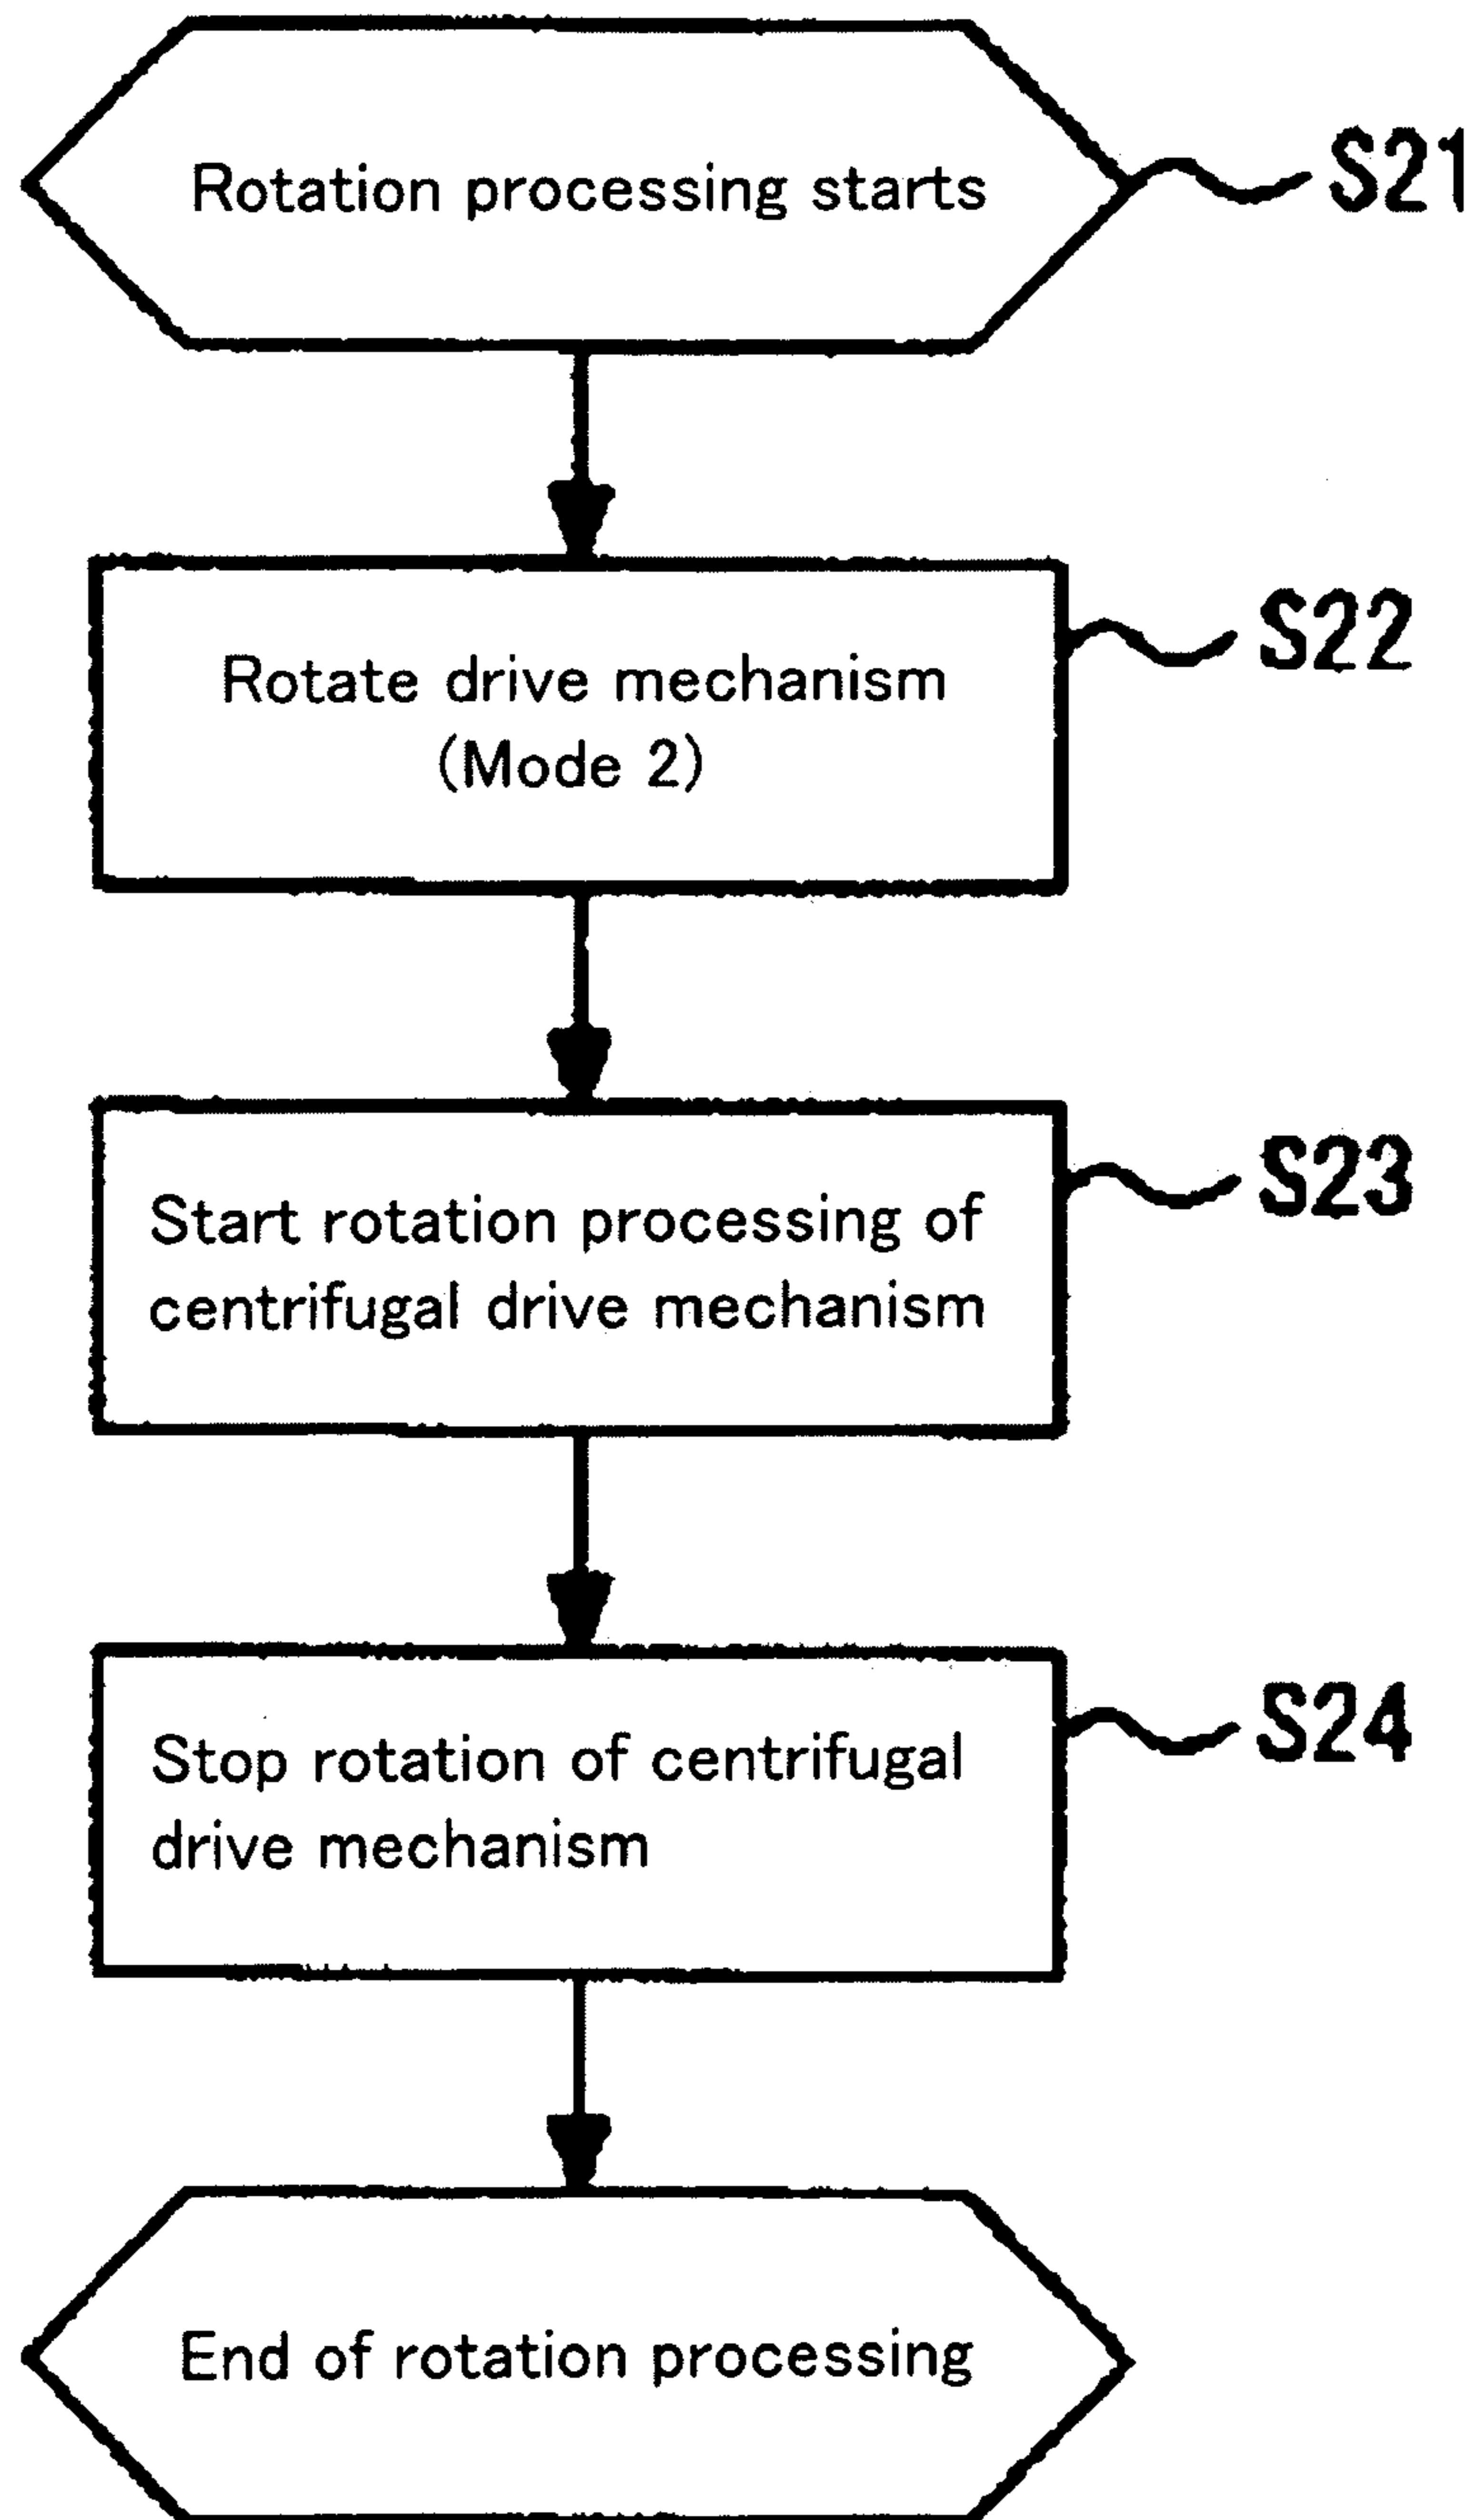 Rotation processing starts
S21
Rotate drive mechanism
(Mode 2)
S22
Start rotation processing of
centrifugal drive mechanism
S23
Stop rotation of centrifugal
drive mechanism
S24
End of rotation processing